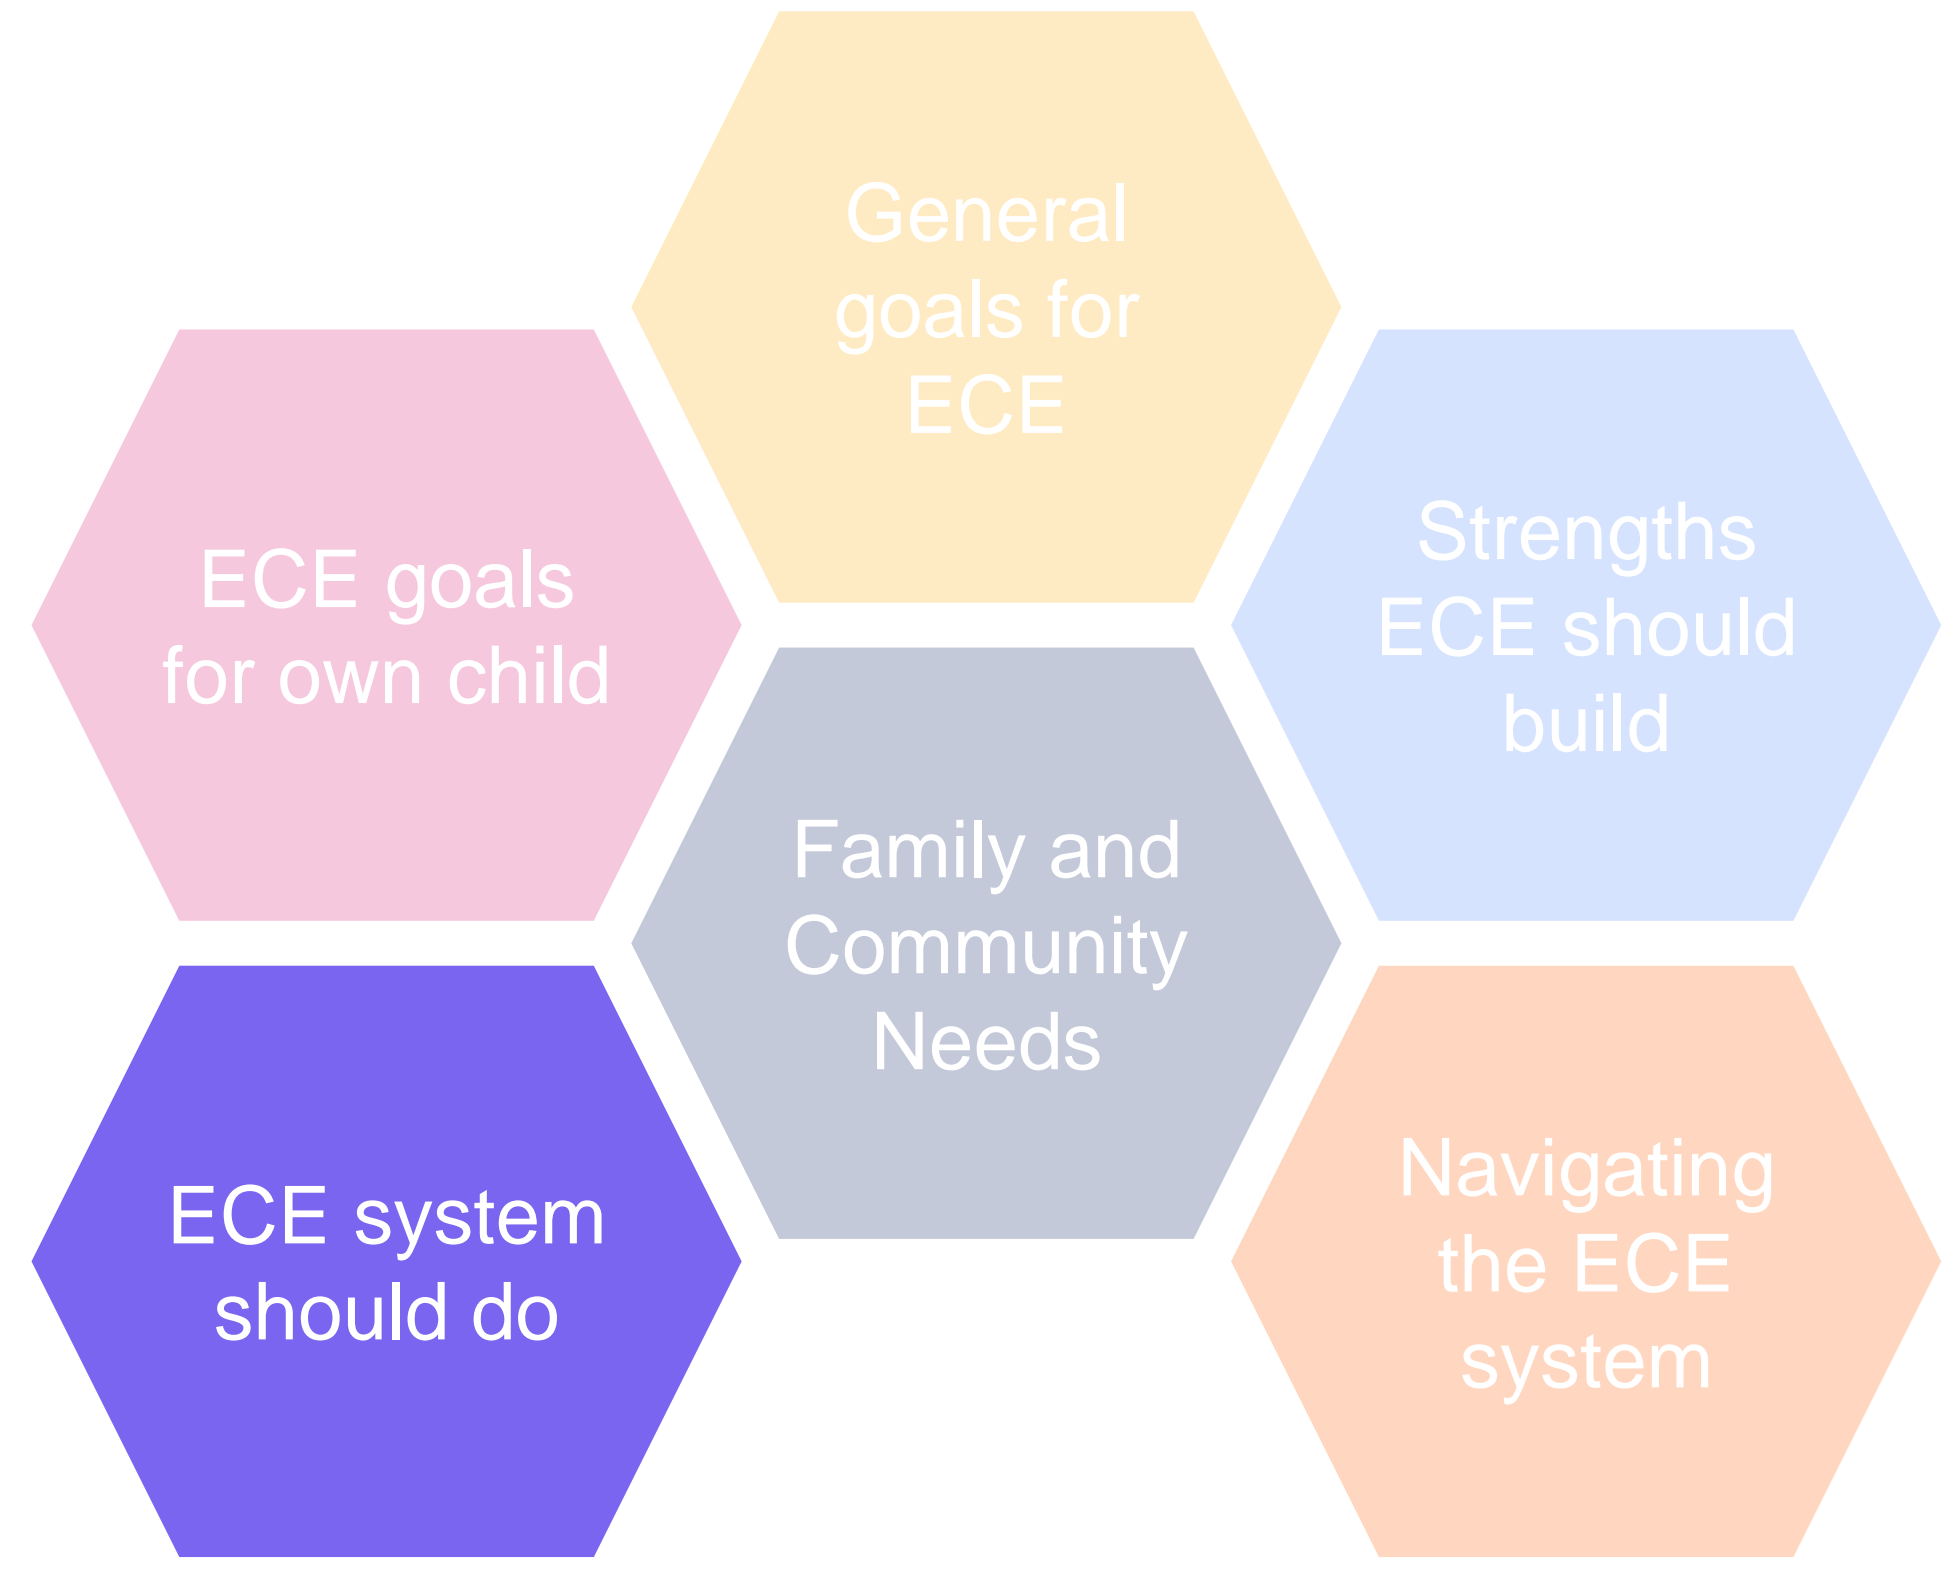 General
goals for
ECE
ECE goals
for own child
Strengths
ECE should
build
Family and
Community
Needs
ECE system
should do
Navigating
the ECE
system